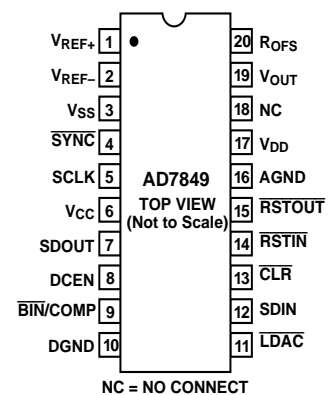 VREF+ 1
VREF– 2
VSS 3
SYNC 4
SCLK 5
VCC 6
SDOUT 7
DCEN 8
BIN/COMP 9
DGND 10
AD7849
TOP VIEW
(Not to Scale)
20 ROFS
19 VOUT
18 NC
17 VDD
16 AGND
15 RSTOUT
14 RSTIN
13 CLR
12 SDIN
11 LDAC
NC = NO CONNECT